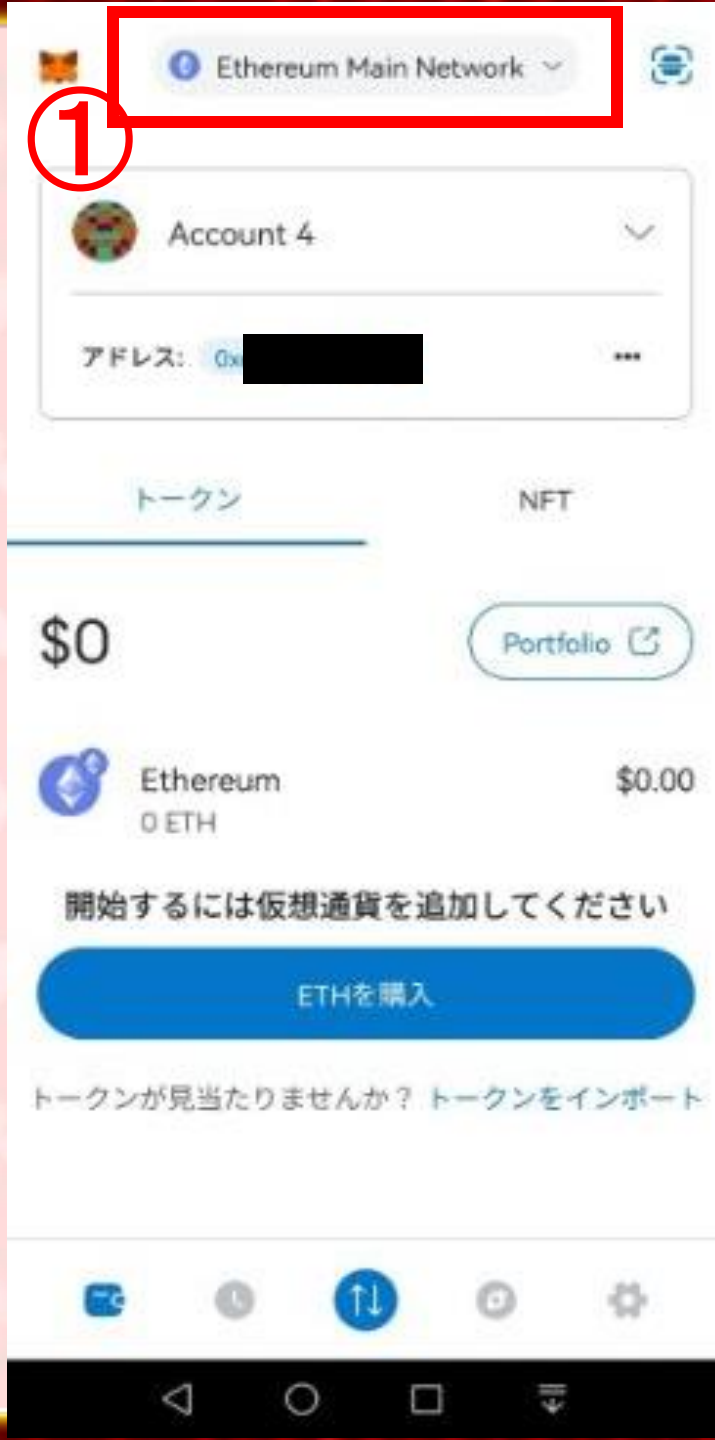 Ethereum Main Network
①
Account 4
アドレス: 0x
トークン
NFT
$0
Portfolio
Ethereum
$0.00
0 ETH
開始するには仮想通貨を追加してください
ETHを購入
トークンが見当たりませんか？ トークンをインポート